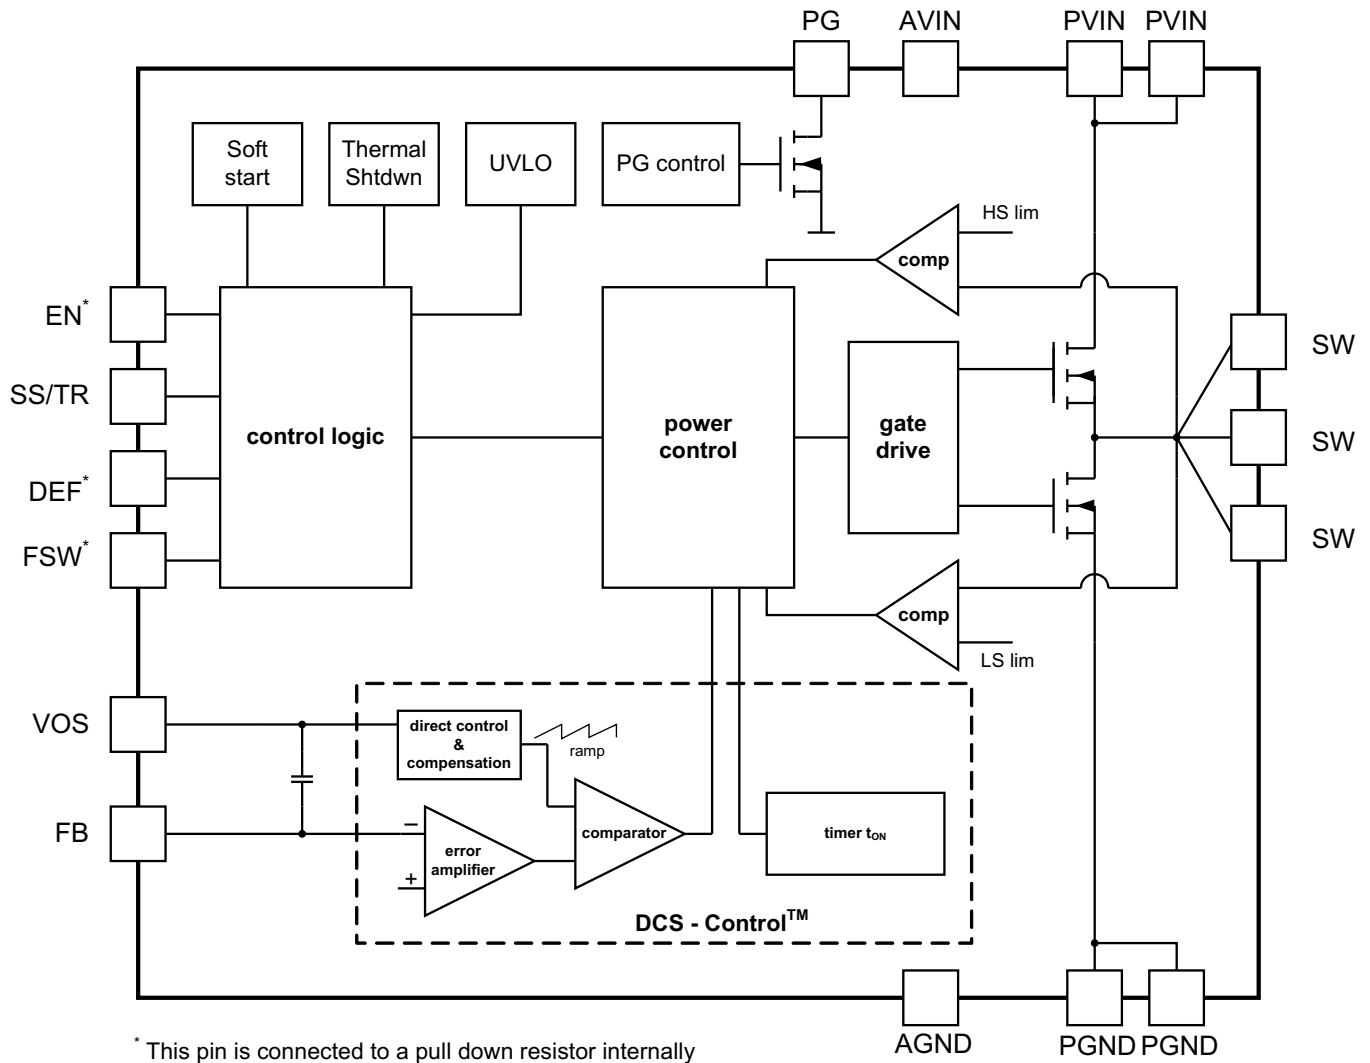 PG AVIN PVIN PVIN
Soft
start
Thermal
Shtdwn
UVLO
PG control
HS lim
comp
EN*
SS/TR
DEF*
FSW*
control logic
power
control
gate
drive
SW
SW
SW
comp
LS lim
VOS
FB
direct control
&
compensation
ramp
comparator
−
error
amplifier
+
timer tON
DCS - Control™
AGND PGND PGND
* This pin is connected to a pull down resistor internally